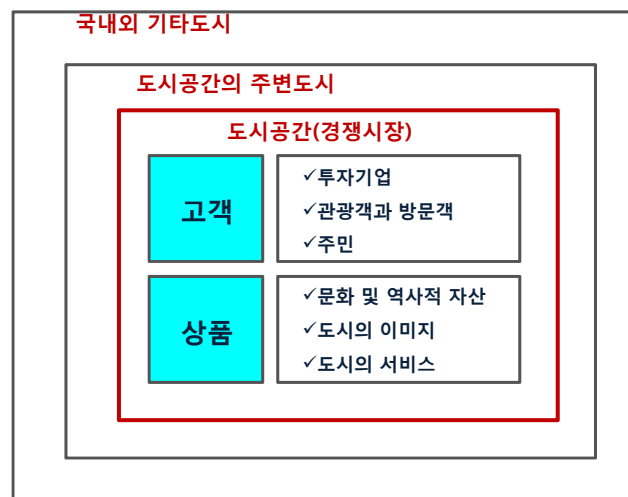 국내외 기타도시
도시공간의 주변도시
도시공간(경쟁시장)
고객
✓투자기업
✓관광객과 방문객
✓주민
상품
✓문화 및 역사적 자산
✓도시의 이미지
✓도시의 서비스